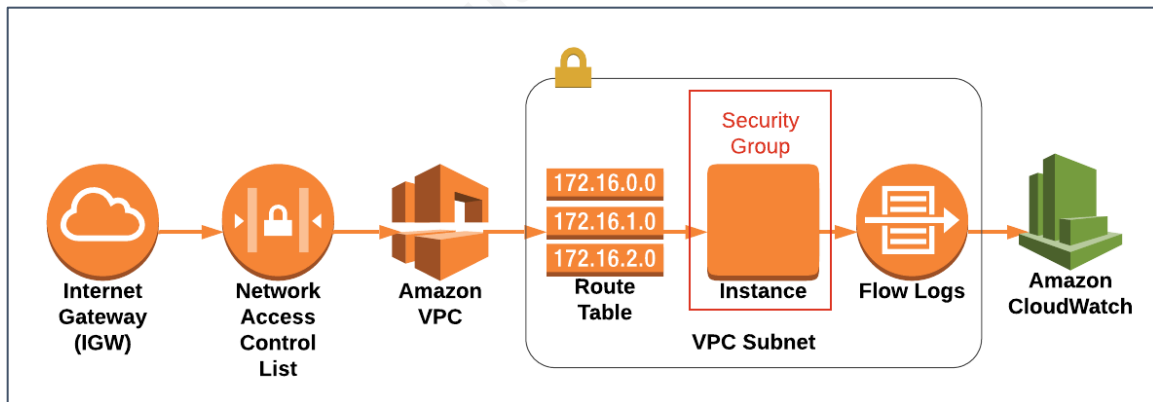 Security
Group
172.16.0.0
172.16.1.0
172.16.2.0
Internet
Gateway
(IGW)
Network
Access
Control
List
Amazon
VPC
Route
Table
Instance
Flow Logs
Amazon
CloudWatch
VPC Subnet